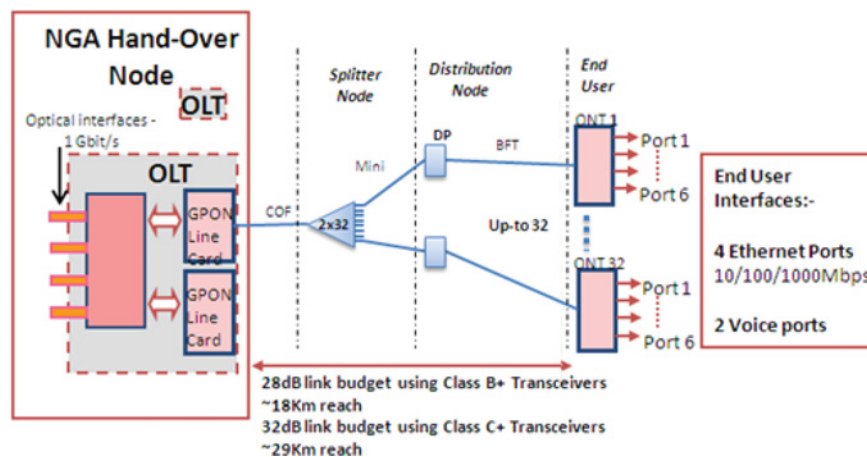 NGA Hand-Over
Node
OLT
Optical interfaces -
1 Gbit/s
OLT
GPON
Line
Card
GPON
Line
Card
COF
Splitter
Node
2x32
Mini
Distribution
Node
DP
BFT
Up-to 32
End
User
ONT 1
Port 1
Port 6
ONT 32
Port 1
Port 6
End User
Interfaces:-
4 Ethernet Ports
10/100/1000Mbps
2 Voice ports
28dB link budget using Class B+ Transceivers
~18Km reach
32dB link budget using Class C+ Transceivers
~29Km reach